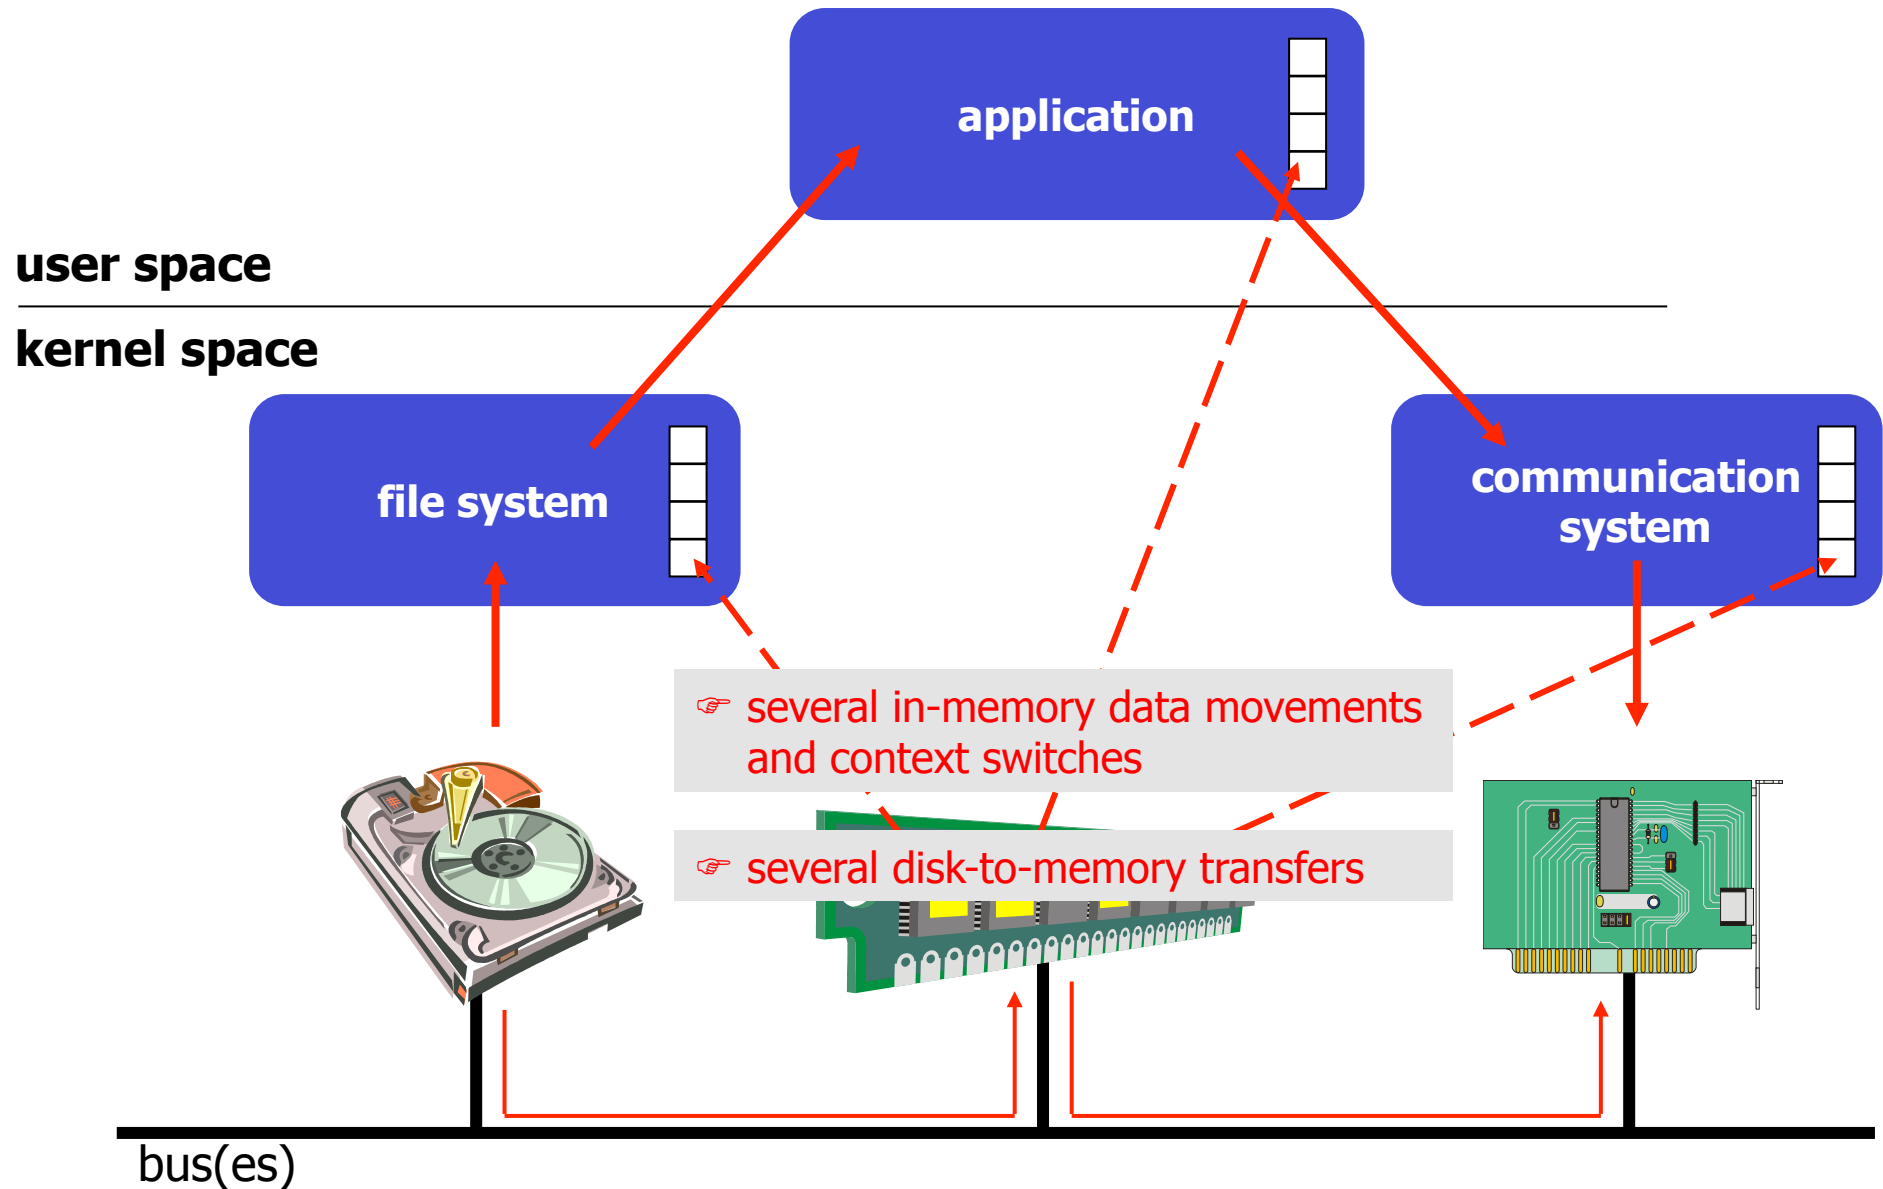 application
user space
kernel space
file system
communication
system
☞ several in-memory data movements
and context switches
☞ several disk-to-memory transfers
bus(es)